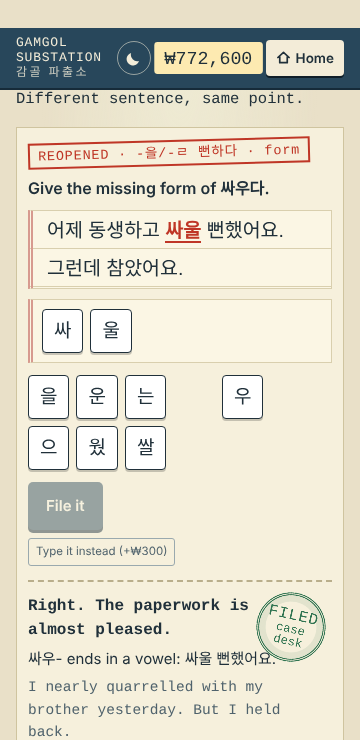 GAMGOL
SUBSTATION
감골 파출소
₩772,600
Home
Different sentence, same point.
REOPENED · -을/-ㄹ 뻔하다 · form
Give the missing form of 싸우다.
어제 동생하고 싸울 뻔했어요.
그런데 참았어요.
싸 울
을 운 는 우
으 웠 쌀
File it
Type it instead (+₩300)
Right. The paperwork is
almost pleased.
FILED
case
desk
싸우- ends in a vowel: 싸울 뻔했어요.
I nearly quarrelled with my
brother yesterday. But I held
back.